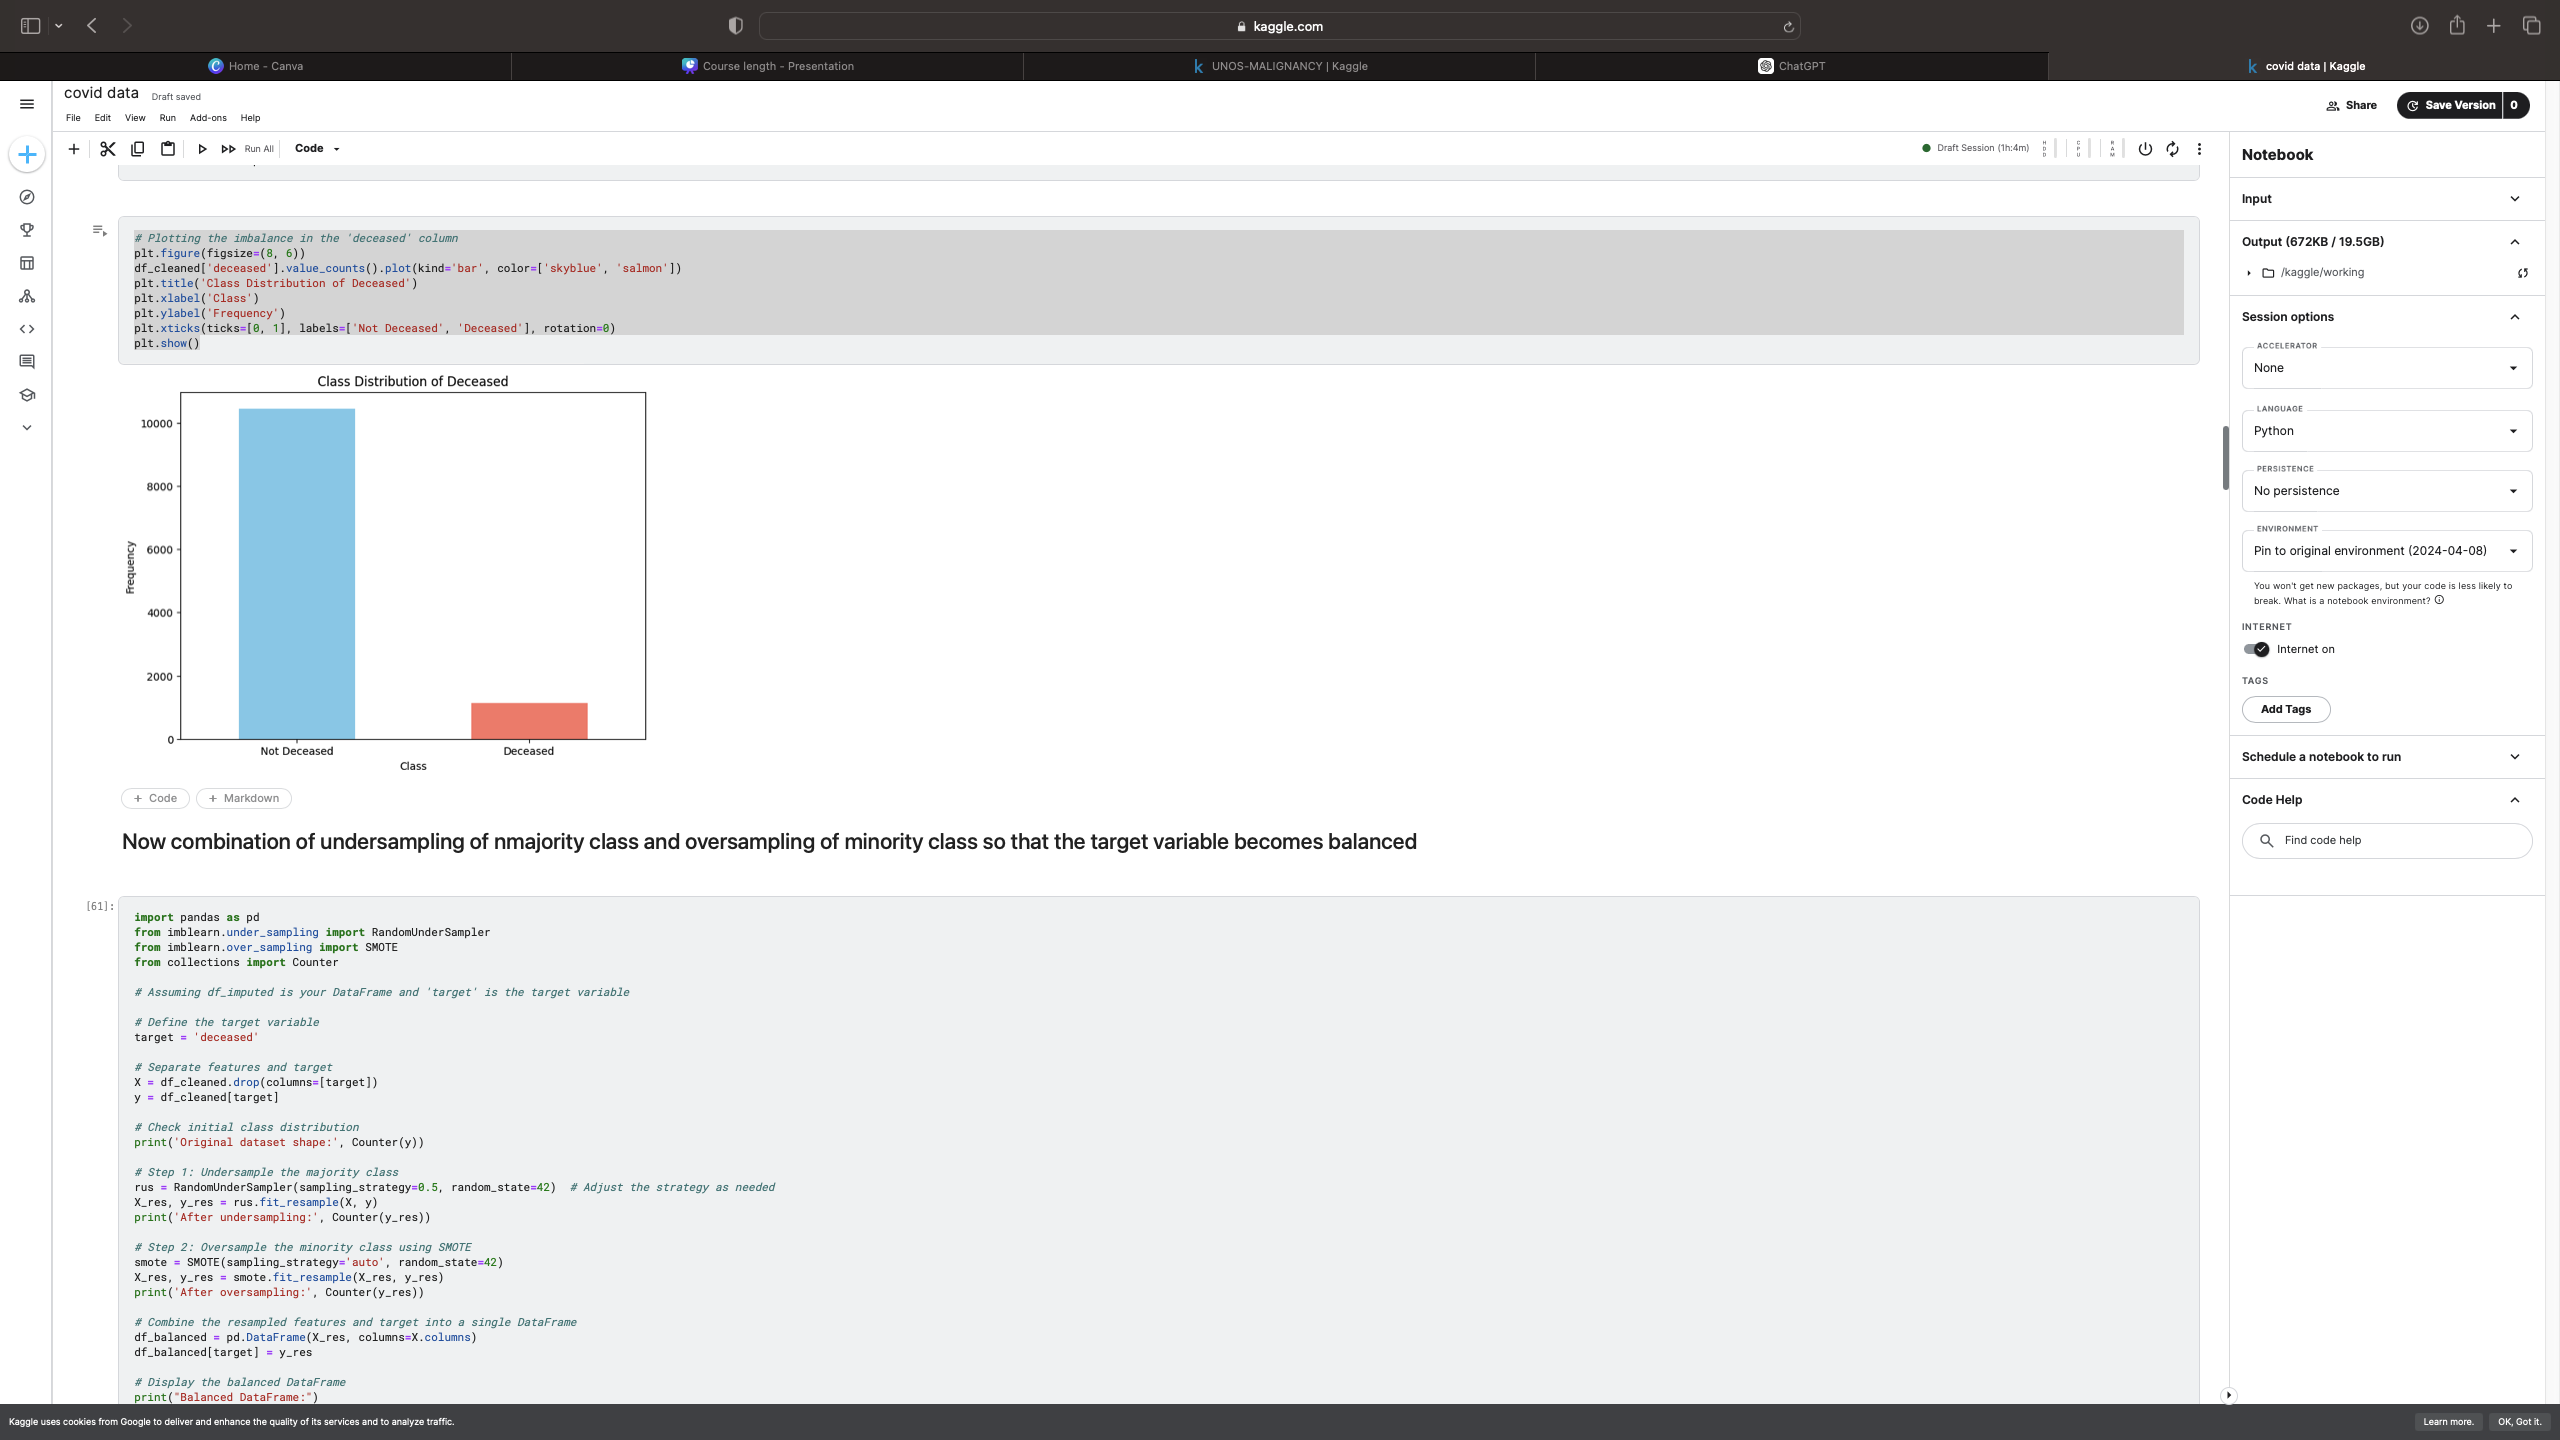 kaggle.com
Home - Canva
Course length - Presentation
UNOS-MALIGNANCY | Kaggle
ChatGPT
covid data | Kaggle
covid data Draft saved
File Edit View Run Add-ons Help
Share
Save Version 0
Run All
Code
Draft Session (1h:4m)
HDD
CPU
RAM
# Plotting the imbalance in the 'deceased' column
plt.figure(figsize=(8, 6))
df_cleaned['deceased'].value_counts().plot(kind='bar', color=['skyblue', 'salmon'])
plt.title('Class Distribution of Deceased')
plt.xlabel('Class')
plt.ylabel('Frequency')
plt.xticks(ticks=[0, 1], labels=['Not Deceased', 'Deceased'], rotation=0)
plt.show()
Class Distribution of Deceased
10000
8000
6000
4000
2000
0
Frequency
Not Deceased Deceased
Class
+ Code + Markdown
Now combination of undersampling of nmajority class and oversampling of minority class so that the target variable becomes balanced
[61]:
import pandas as pd
from imblearn.under_sampling import RandomUnderSampler
from imblearn.over_sampling import SMOTE
from collections import Counter
# Assuming df_imputed is your DataFrame and 'target' is the target variable
# Define the target variable
target = 'deceased'
# Separate features and target
X = df_cleaned.drop(columns=[target])
y = df_cleaned[target]
# Check initial class distribution
print('Original dataset shape:', Counter(y))
# Step 1: Undersample the majority class
rus = RandomUnderSampler(sampling_strategy=0.5, random_state=42)  # Adjust the strategy as needed
X_res, y_res = rus.fit_resample(X, y)
print('After undersampling:', Counter(y_res))
# Step 2: Oversample the minority class using SMOTE
smote = SMOTE(sampling_strategy='auto', random_state=42)
X_res, y_res = smote.fit_resample(X_res, y_res)
print('After oversampling:', Counter(y_res))
# Combine the resampled features and target into a single DataFrame
df_balanced = pd.DataFrame(X_res, columns=X.columns)
df_balanced[target] = y_res
# Display the balanced DataFrame
print("Balanced DataFrame:")
Notebook
Input
Output (672KB / 19.5GB)
/kaggle/working
Session options
ACCELERATOR
None
LANGUAGE
Python
PERSISTENCE
No persistence
ENVIRONMENT
Pin to original environment (2024-04-08)
You won't get new packages, but your code is less likely to
break. What is a notebook environment?
INTERNET
Internet on
TAGS
Add Tags
Schedule a notebook to run
Code Help
Find code help
Kaggle uses cookies from Google to deliver and enhance the quality of its services and to analyze traffic.
Learn more. OK, Got it.